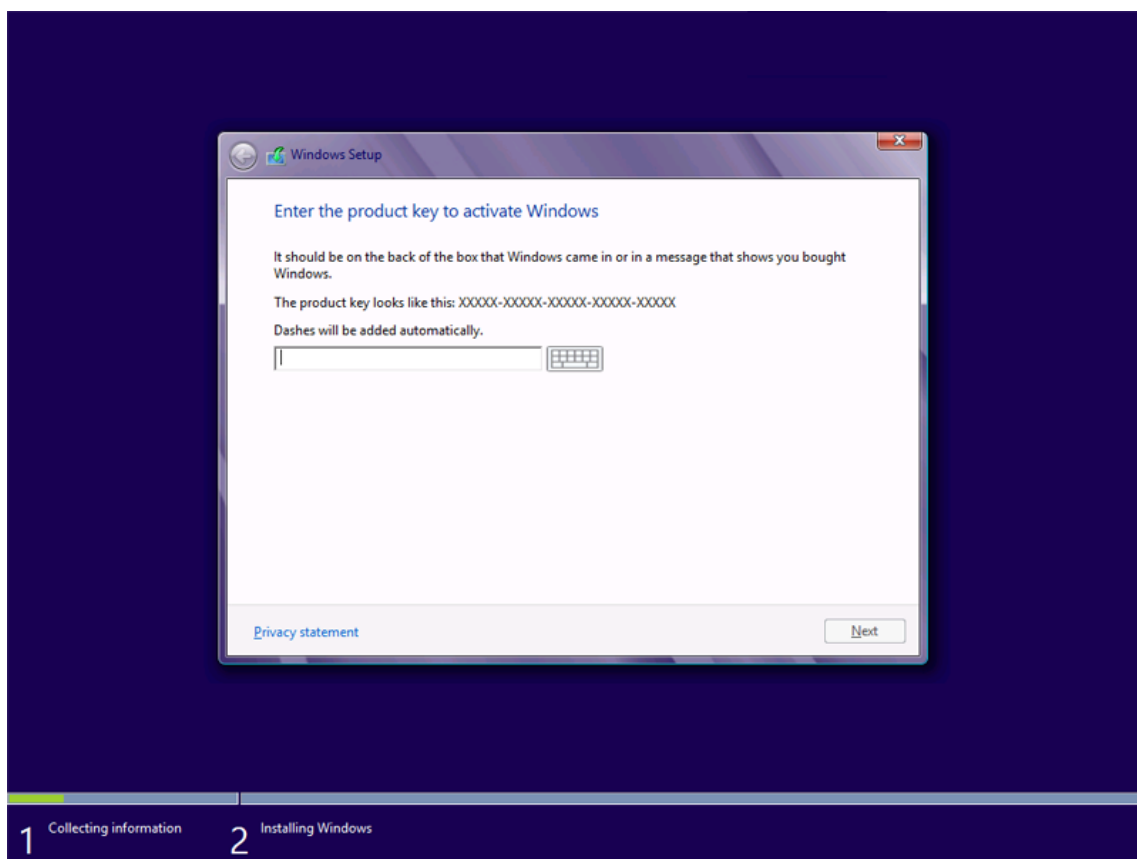 Windows Setup
Enter the product key to activate Windows
It should be on the back of the box that Windows came in or in a message that shows you bought
Windows.
The product key looks like this: XXXXX-XXXXX-XXXXX-XXXXX-XXXXX
Dashes will be added automatically.
Privacy statement
Next
1 Collecting information
2 Installing Windows